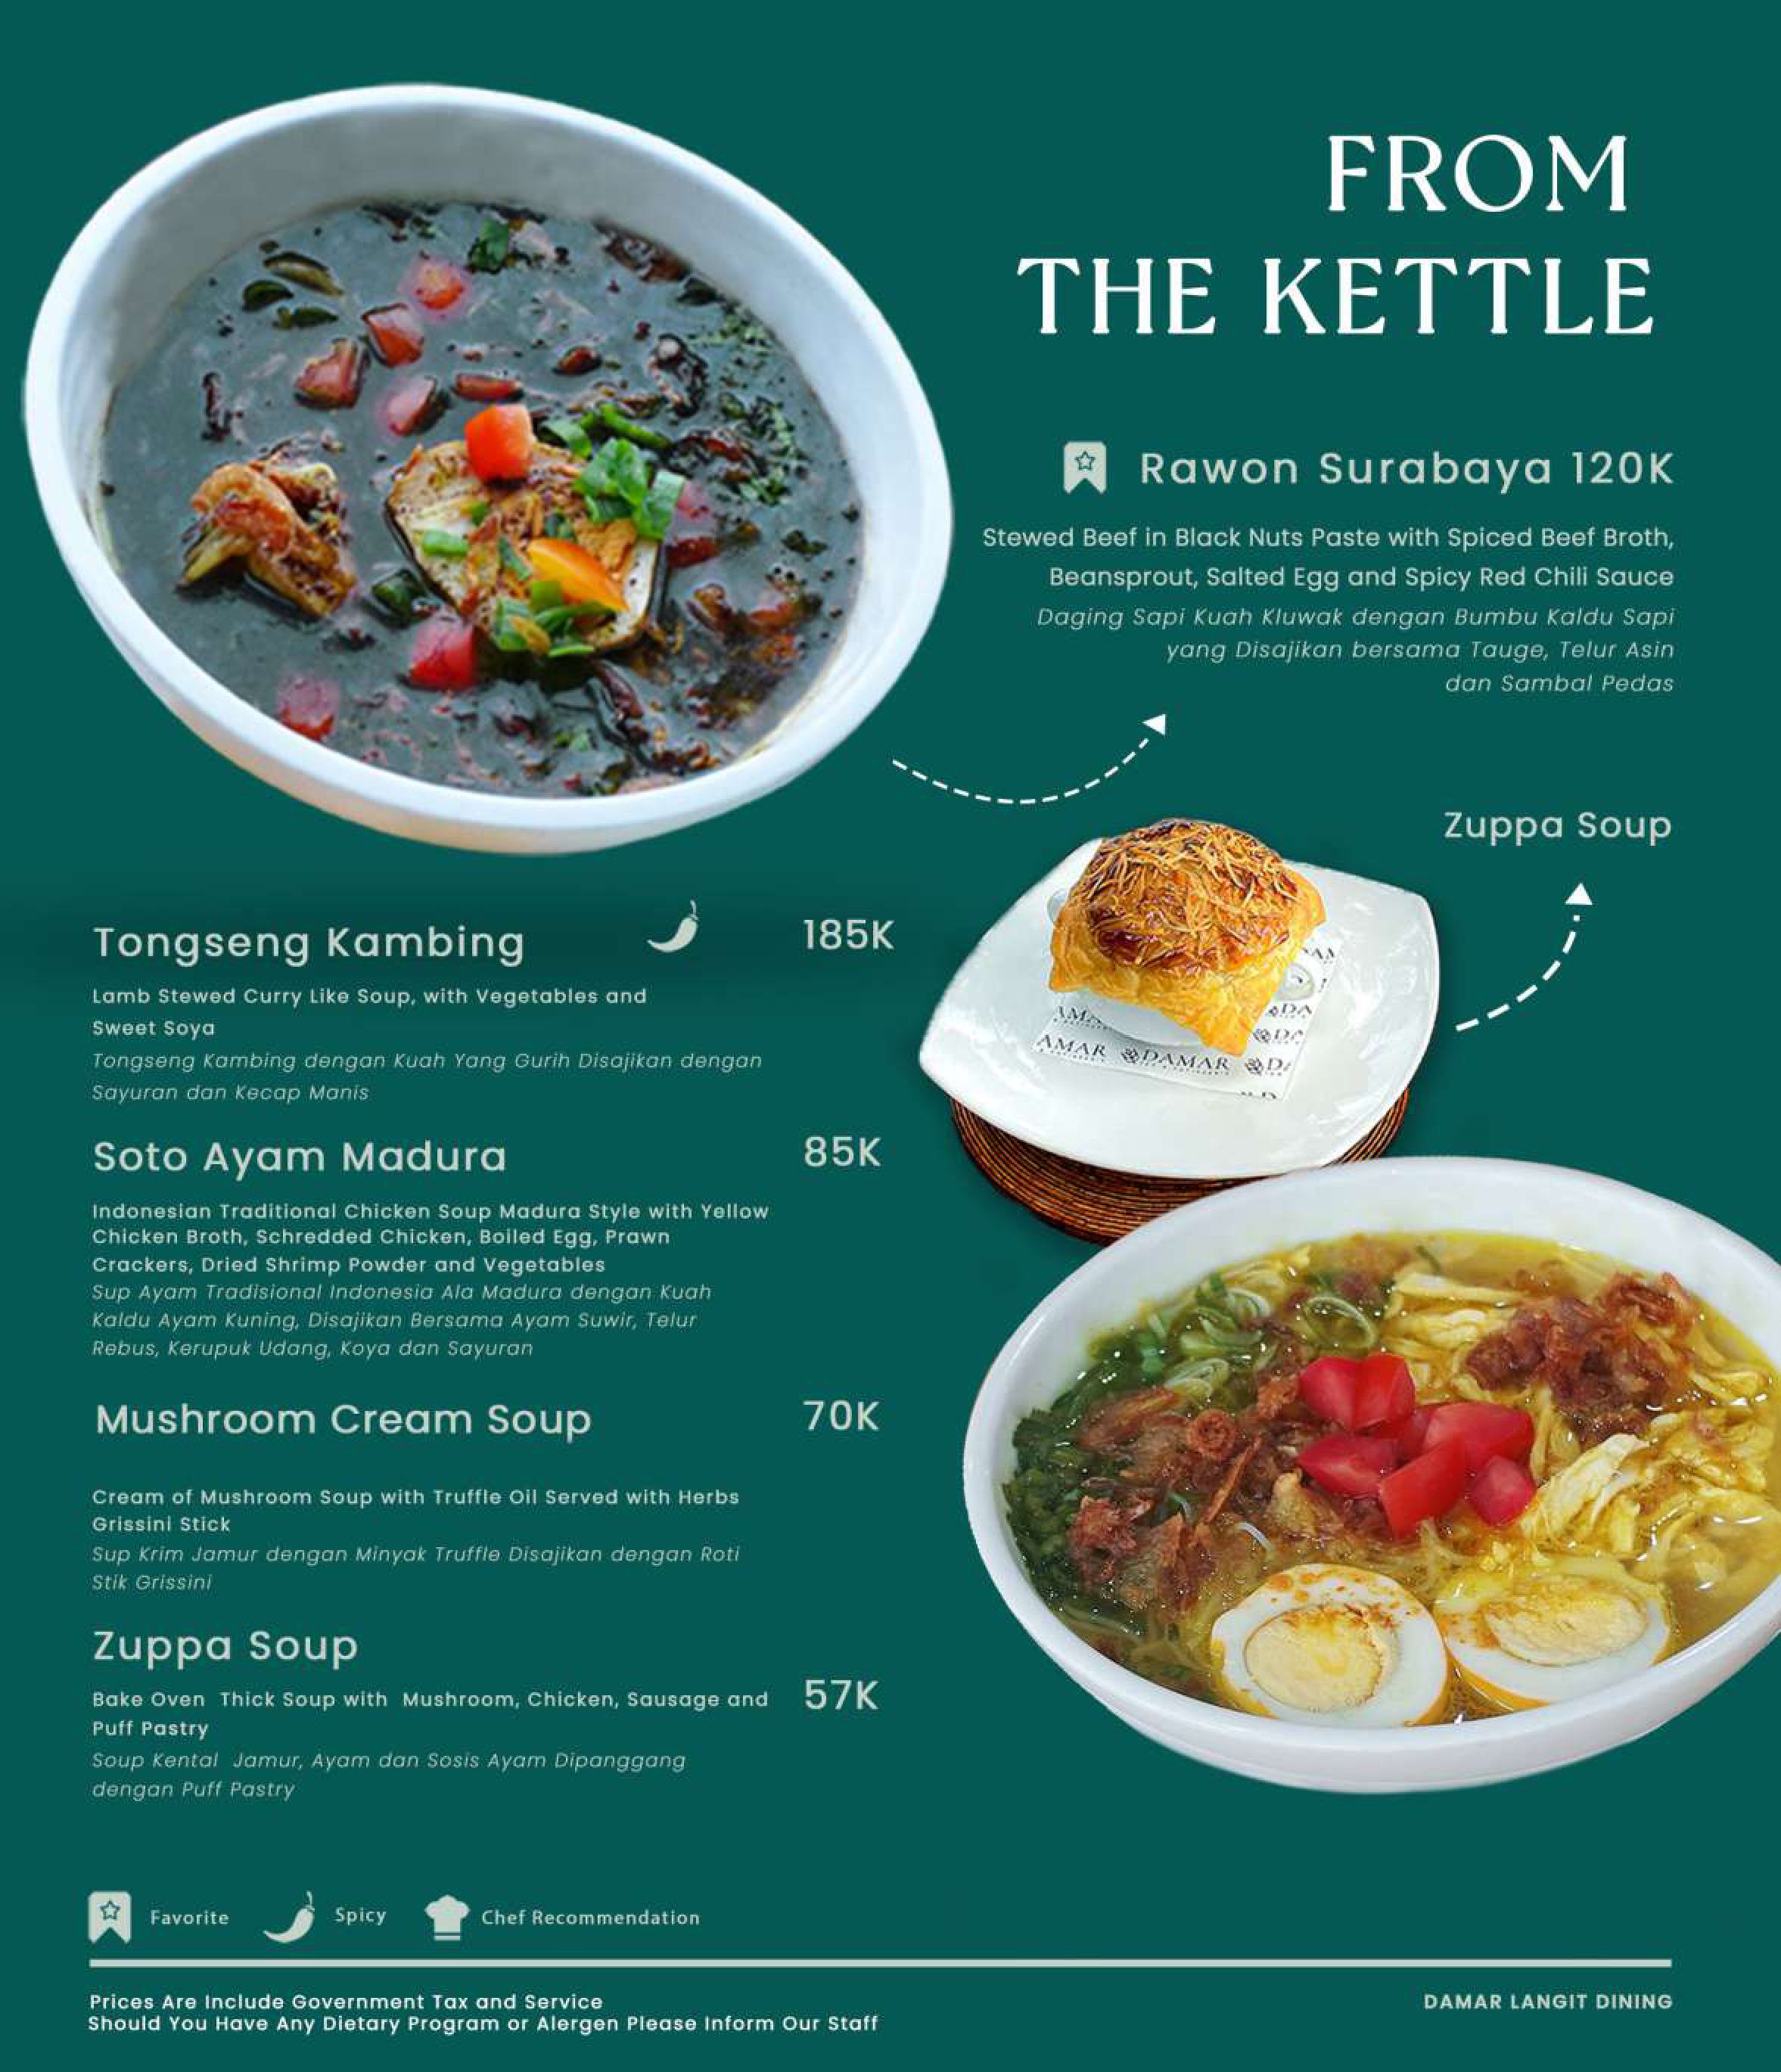 FROM
THE KETTLE
Rawon Surabaya 120K
Stewed Beef in Black Nuts Paste with Spiced Beef Broth,
Beansprout, Salted Egg and Spicy Red Chili Sauce
Daging Sapi Kuah Kluwak dengan Bumbu Kaldu Sapi
yang Disajikan bersama Tauge, Telur Asin
dan Sambal Pedas
Zuppa Soup
AMAR DAMAR
Tongseng Kambing 185K
Lamb Stewed Curry Like Soup, with Vegetables and
Sweet Soya
Tongseng Kambing dengan Kuah Yang Gurih Disajikan dengan
Sayuran dan Kecap Manis
Soto Ayam Madura 85K
Indonesian Traditional Chicken Soup Madura Style with Yellow
Chicken Broth, Schredded Chicken, Boiled Egg, Prawn
Crackers, Dried Shrimp Powder and Vegetables
Sup Ayam Tradisional Indonesia Ala Madura dengan Kuah
Kaldu Ayam Kuning, Disajikan Bersama Ayam Suwir, Telur
Rebus, Kerupuk Udang, Koya dan Sayuran
Mushroom Cream Soup 70K
Cream of Mushroom Soup with Truffle Oil Served with Herbs
Grissini Stick
Sup Krim Jamur dengan Minyak Truffle Disajikan dengan Roti
Stik Grissini
Zuppa Soup
Bake Oven Thick Soup with Mushroom, Chicken, Sausage and 57K
Puff Pastry
Soup Kental Jamur, Ayam dan Sosis Ayam Dipanggang
dengan Puff Pastry
Favorite Spicy Chef Recommendation
Prices Are Include Government Tax and Service
Should You Have Any Dietary Program or Alergen Please Inform Our Staff
DAMAR LANGIT DINING